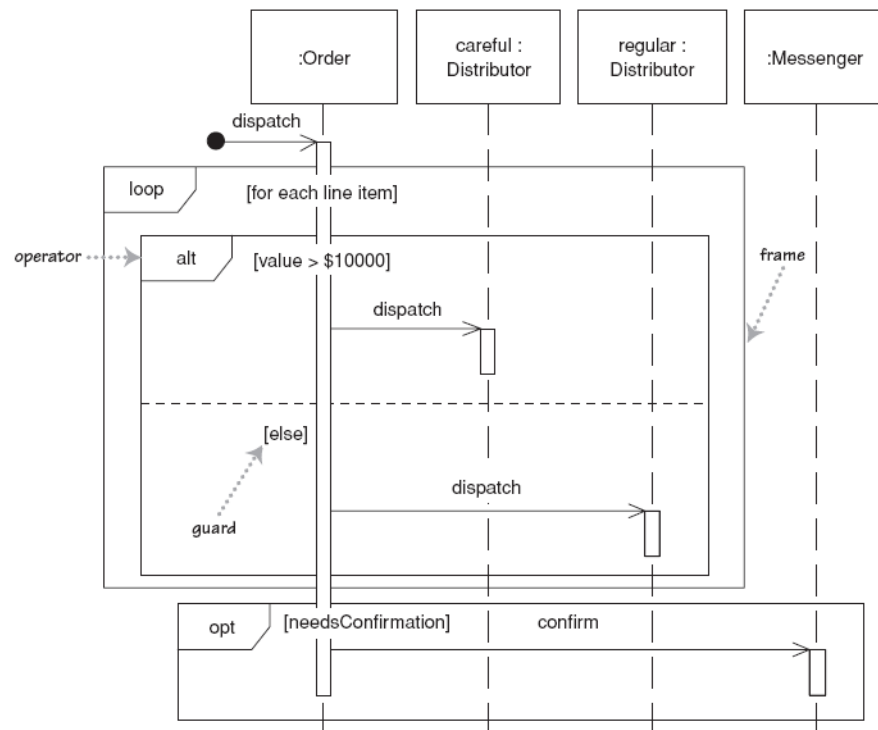 :Order
careful :
Distributor
regular :
Distributor
:Messenger
dispatch
loop
[for each line item]
operator
alt
[value > $10000]
frame
dispatch
[else]
dispatch
guard
opt
[needsConfirmation]
confirm